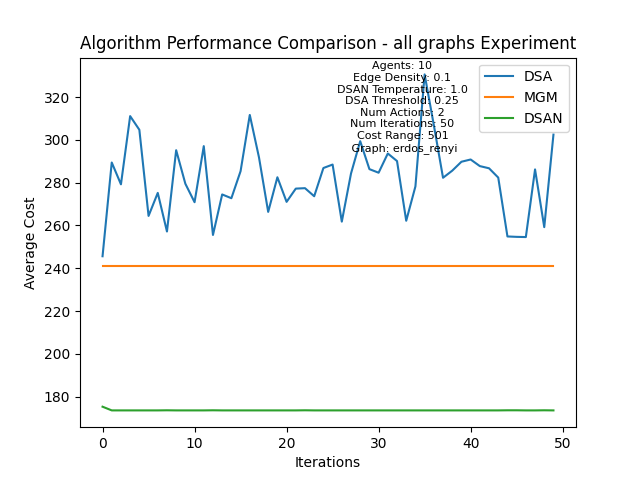 Algorithm Performance Comparison - all graphs Experiment
Agents: 10
Edge Density: 0.1
DSAN Temperature: 1.0
DSA Threshold: 0.25
Num Actions: 2
Num Iterations: 50
Cost Range: 501
Graph: erdos_renyi
DSA
MGM
DSAN
Average Cost
320
300
280
260
240
220
200
180
0
10
20
30
40
50
Iterations